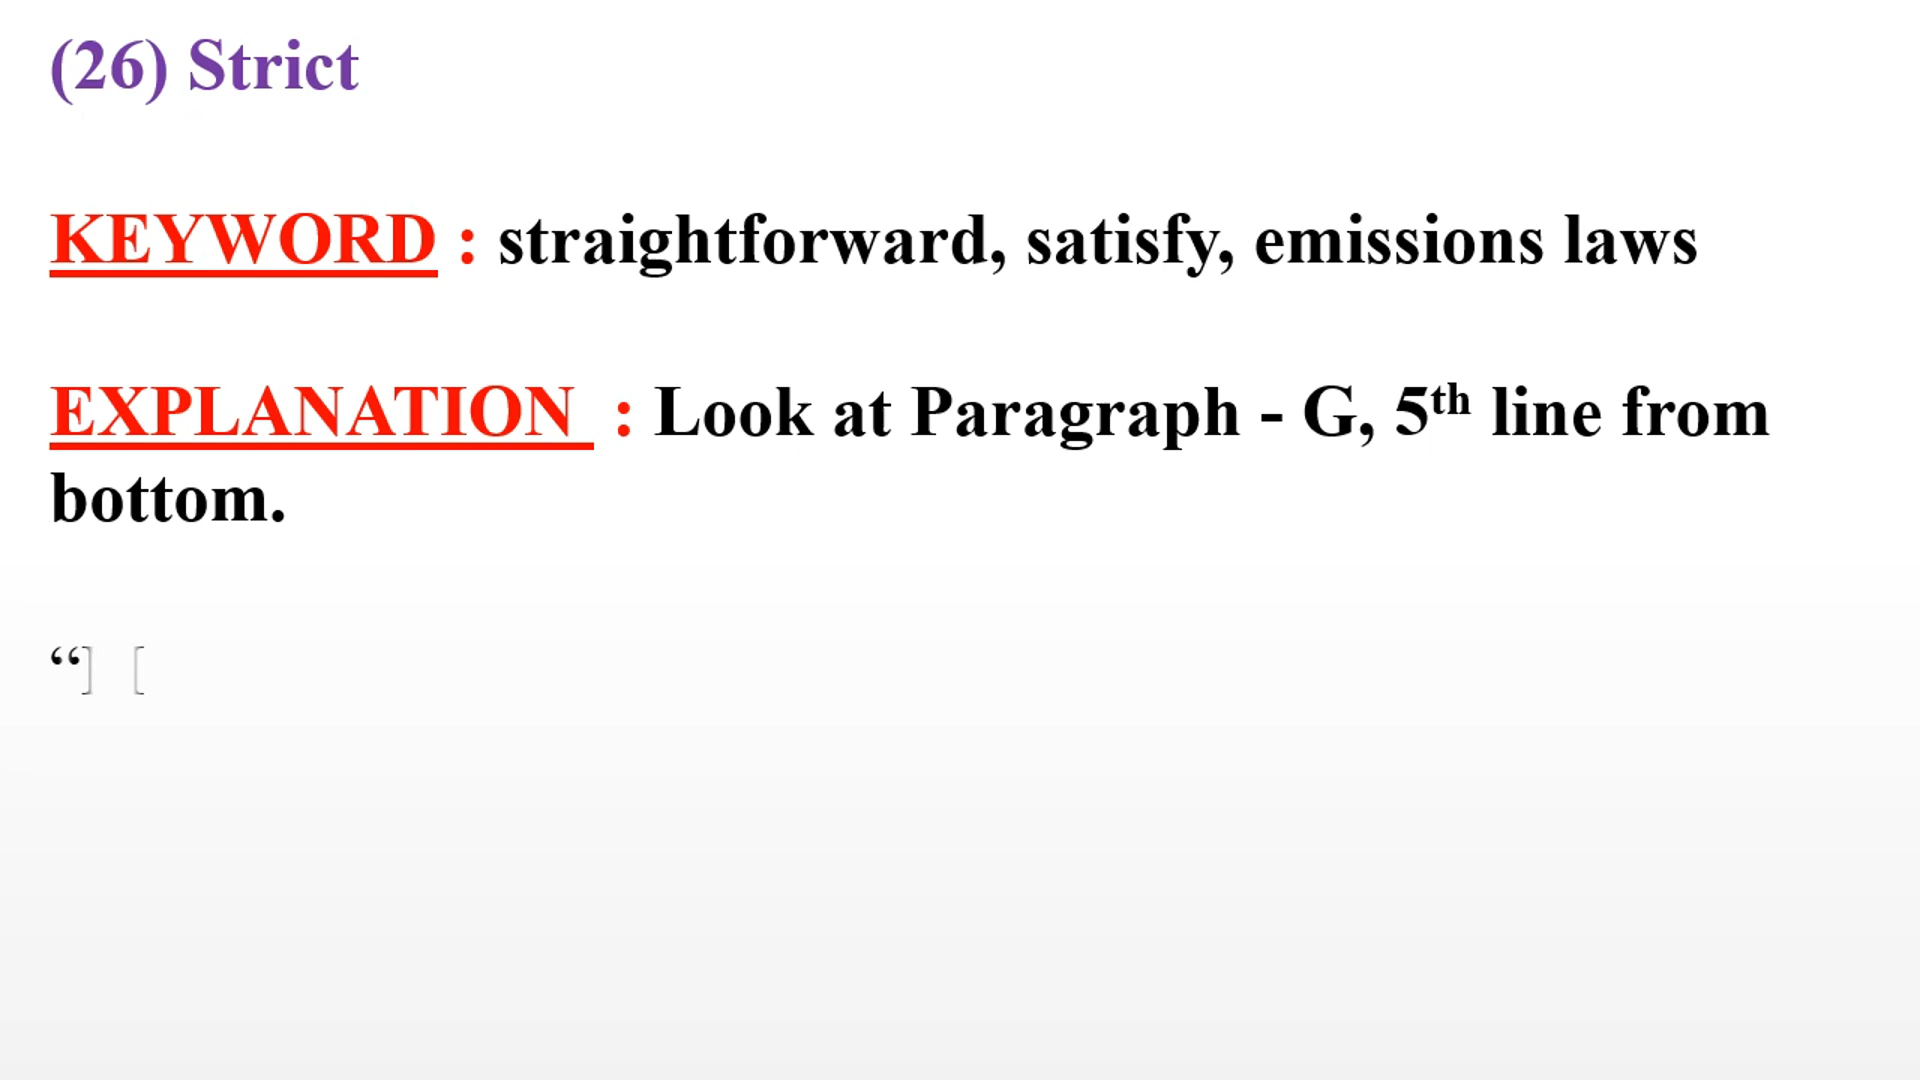 (26) Strict
KEYWORD : straightforward, satisfy, emissions laws
EXPLANATION : Look at Paragraph - G, 5th line from
bottom.
“] [